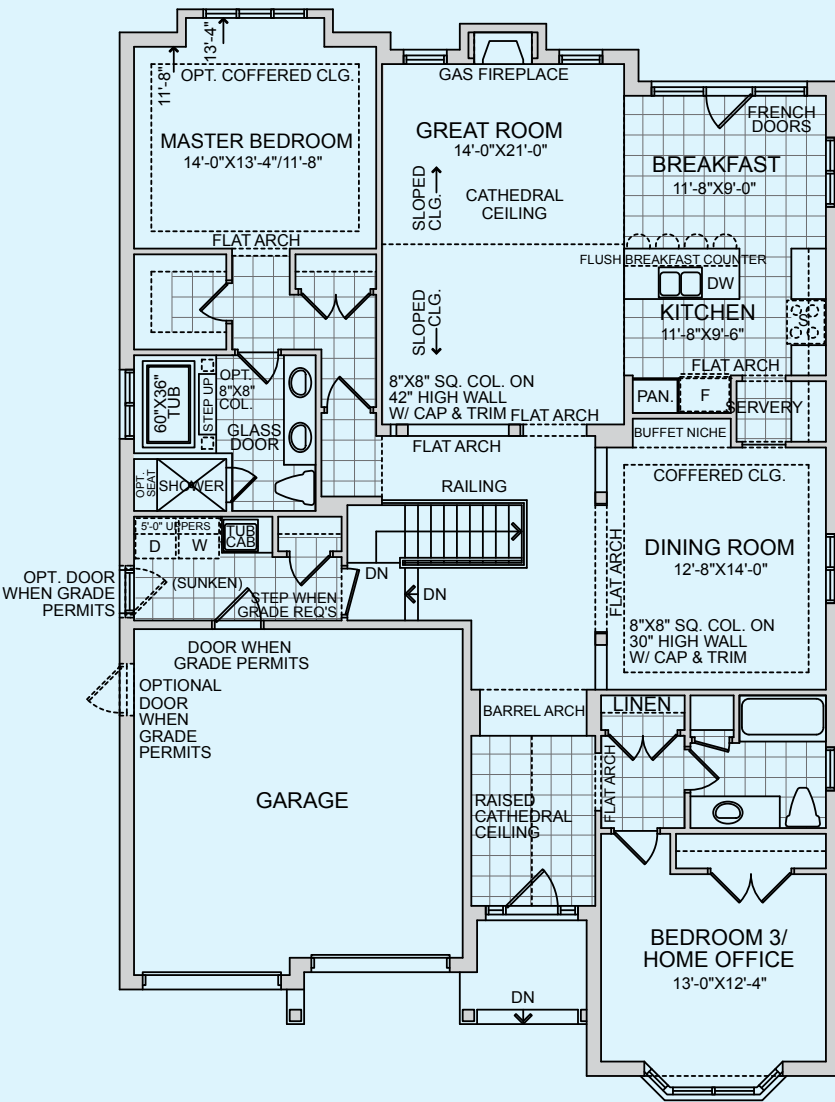 13'-4"
11'-8"
OPT. COFFERED CLG.
MASTER BEDROOM
14'-0"X13'-4"/11'-8"
FLAT ARCH
GAS FIREPLACE
GREAT ROOM
14'-0"X21'-0"
SLOPED
CLG.
CATHEDRAL
CEILING
SLOPED
CLG.
8"X8" SQ. COL. ON
42" HIGH WALL
W/ CAP & TRIM
FLAT ARCH
FRENCH
DOORS
BREAKFAST
11'-8"X9'-0"
FLUSH BREAKFAST COUNTER
DW
KITCHEN
11'-8"X9'-6"
S
FLAT ARCH
PAN.
F
SERVERY
BUFFET NICHE
60"X36"
TUB
STEP UP
OPT.
8"X8"
COL.
GLASS
DOOR
OPT.
SEAT
SHOWER
FLAT ARCH
RAILING
COFFERED CLG.
DINING ROOM
12'-8"X14'-0"
FLAT ARCH
8"X8" SQ. COL. ON
30" HIGH WALL
W/ CAP & TRIM
5'-0" UPPERS
D
W
TUB
CAB
(SUNKEN)
STEP WHEN
GRADE REQ'S
DN
DN
OPT. DOOR
WHEN GRADE
PERMITS
DOOR WHEN
GRADE PERMITS
OPTIONAL
DOOR
WHEN
GRADE
PERMITS
GARAGE
BARREL ARCH
LINEN
FLAT ARCH
RAISED
CATHEDRAL
CEILING
BEDROOM 3/
HOME OFFICE
13'-0"X12'-4"
DN